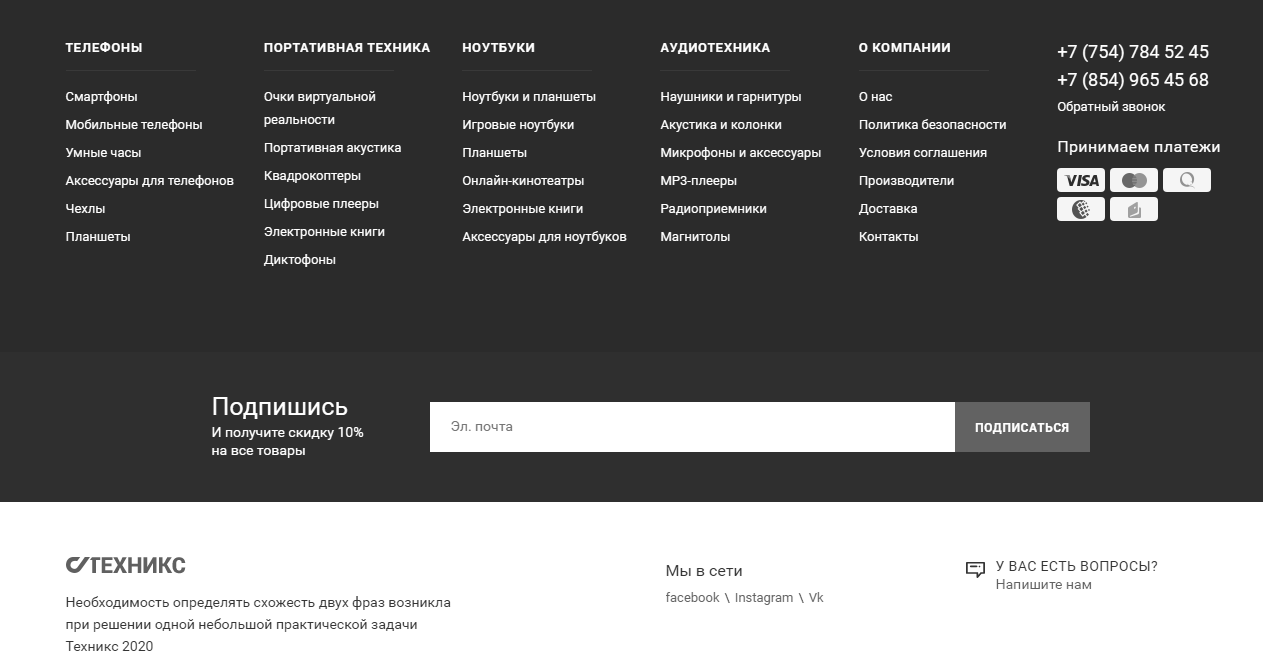 ТЕЛЕФОНЫ
Смартфоны
Мобильные телефоны
Умные часы
Аксессуары для телефонов
Чехлы
Планшеты
ПОРТАТИВНАЯ ТЕХНИКА
Очки виртуальной
реальности
Портативная акустика
Квадрокоптеры
Цифровые плееры
Электронные книги
Диктофоны
НОУТБУКИ
Ноутбуки и планшеты
Игровые ноутбуки
Планшеты
Онлайн-кинотеатры
Электронные книги
Аксессуары для ноутбуков
АУДИОТЕХНИКА
Наушники и гарнитуры
Акустика и колонки
Микрофоны и аксессуары
MP3-плееры
Радиоприемники
Магнитолы
О КОМПАНИИ
О нас
Политика безопасности
Условия соглашения
Производители
Доставка
Контакты
+7 (754) 784 52 45
+7 (854) 965 45 68
Обратный звонок
Принимаем платежи
VISA
Подпишись
И получите скидку 10%
на все товары
Эл. почта
ПОДПИСАТЬСЯ
ТЕХНИКС
Необходимость определять схожесть двух фраз возникла
при решении одной небольшой практической задачи
Техникс 2020
Мы в сети
facebook \ Instagram \ Vk
У ВАС ЕСТЬ ВОПРОСЫ?
Напишите нам